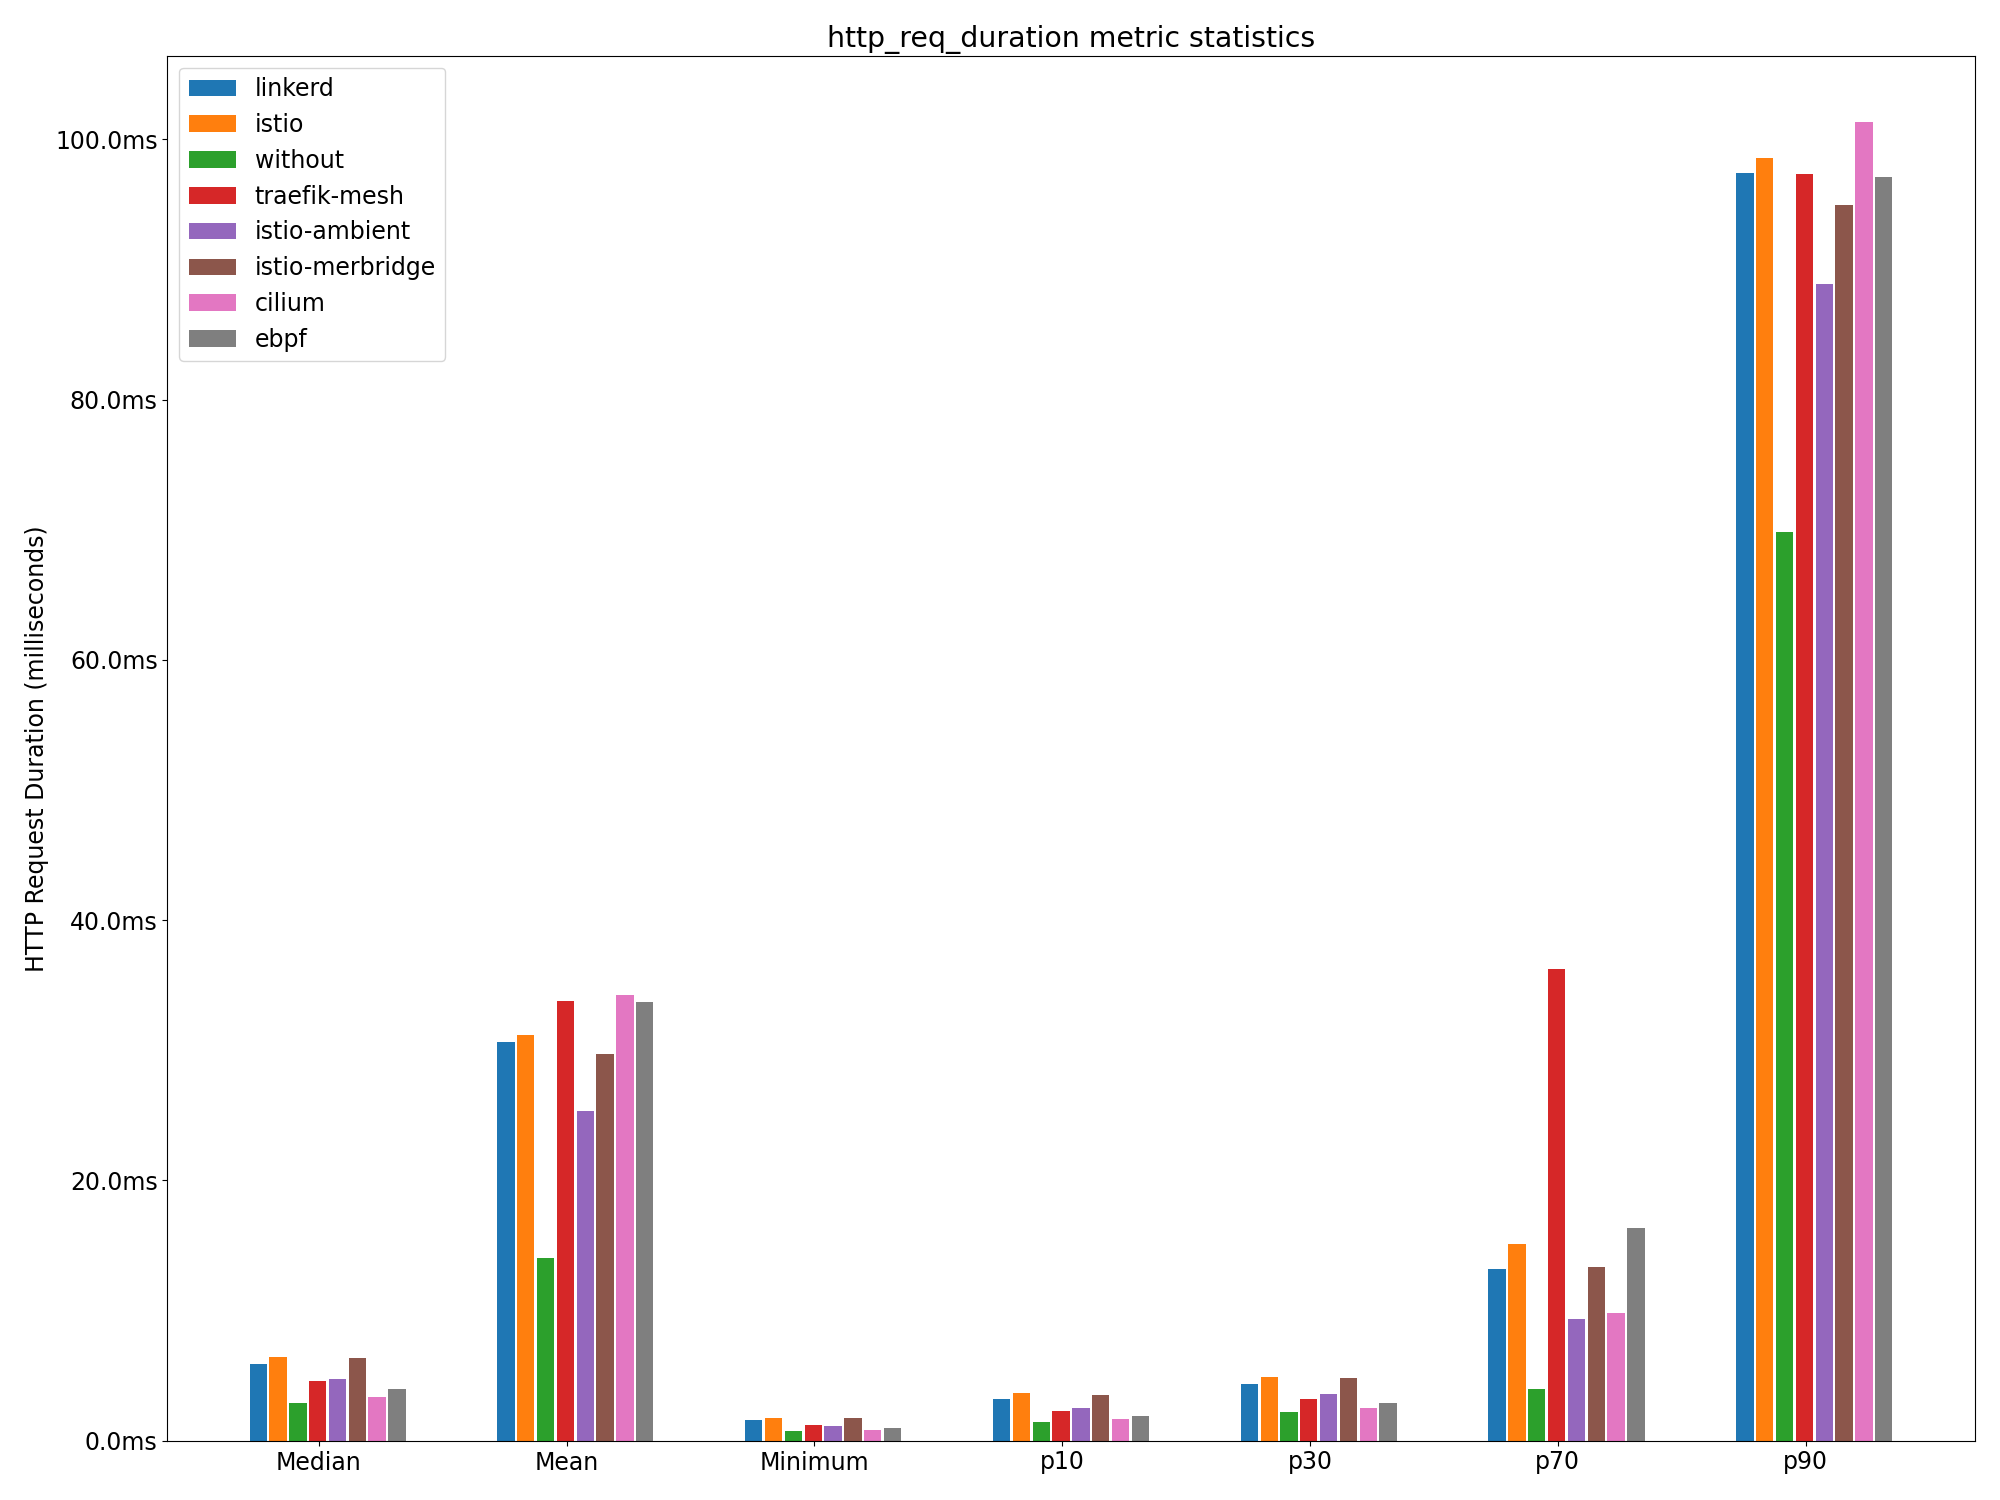 http_req_duration metric statistics
linkerd
istio
without
traefik-mesh
istio-ambient
istio-merbridge
cilium
ebpf
HTTP Request Duration (milliseconds)
100.0ms
80.0ms
60.0ms
40.0ms
20.0ms
0.0ms
Median Mean Minimum p10 p30 p70 p90